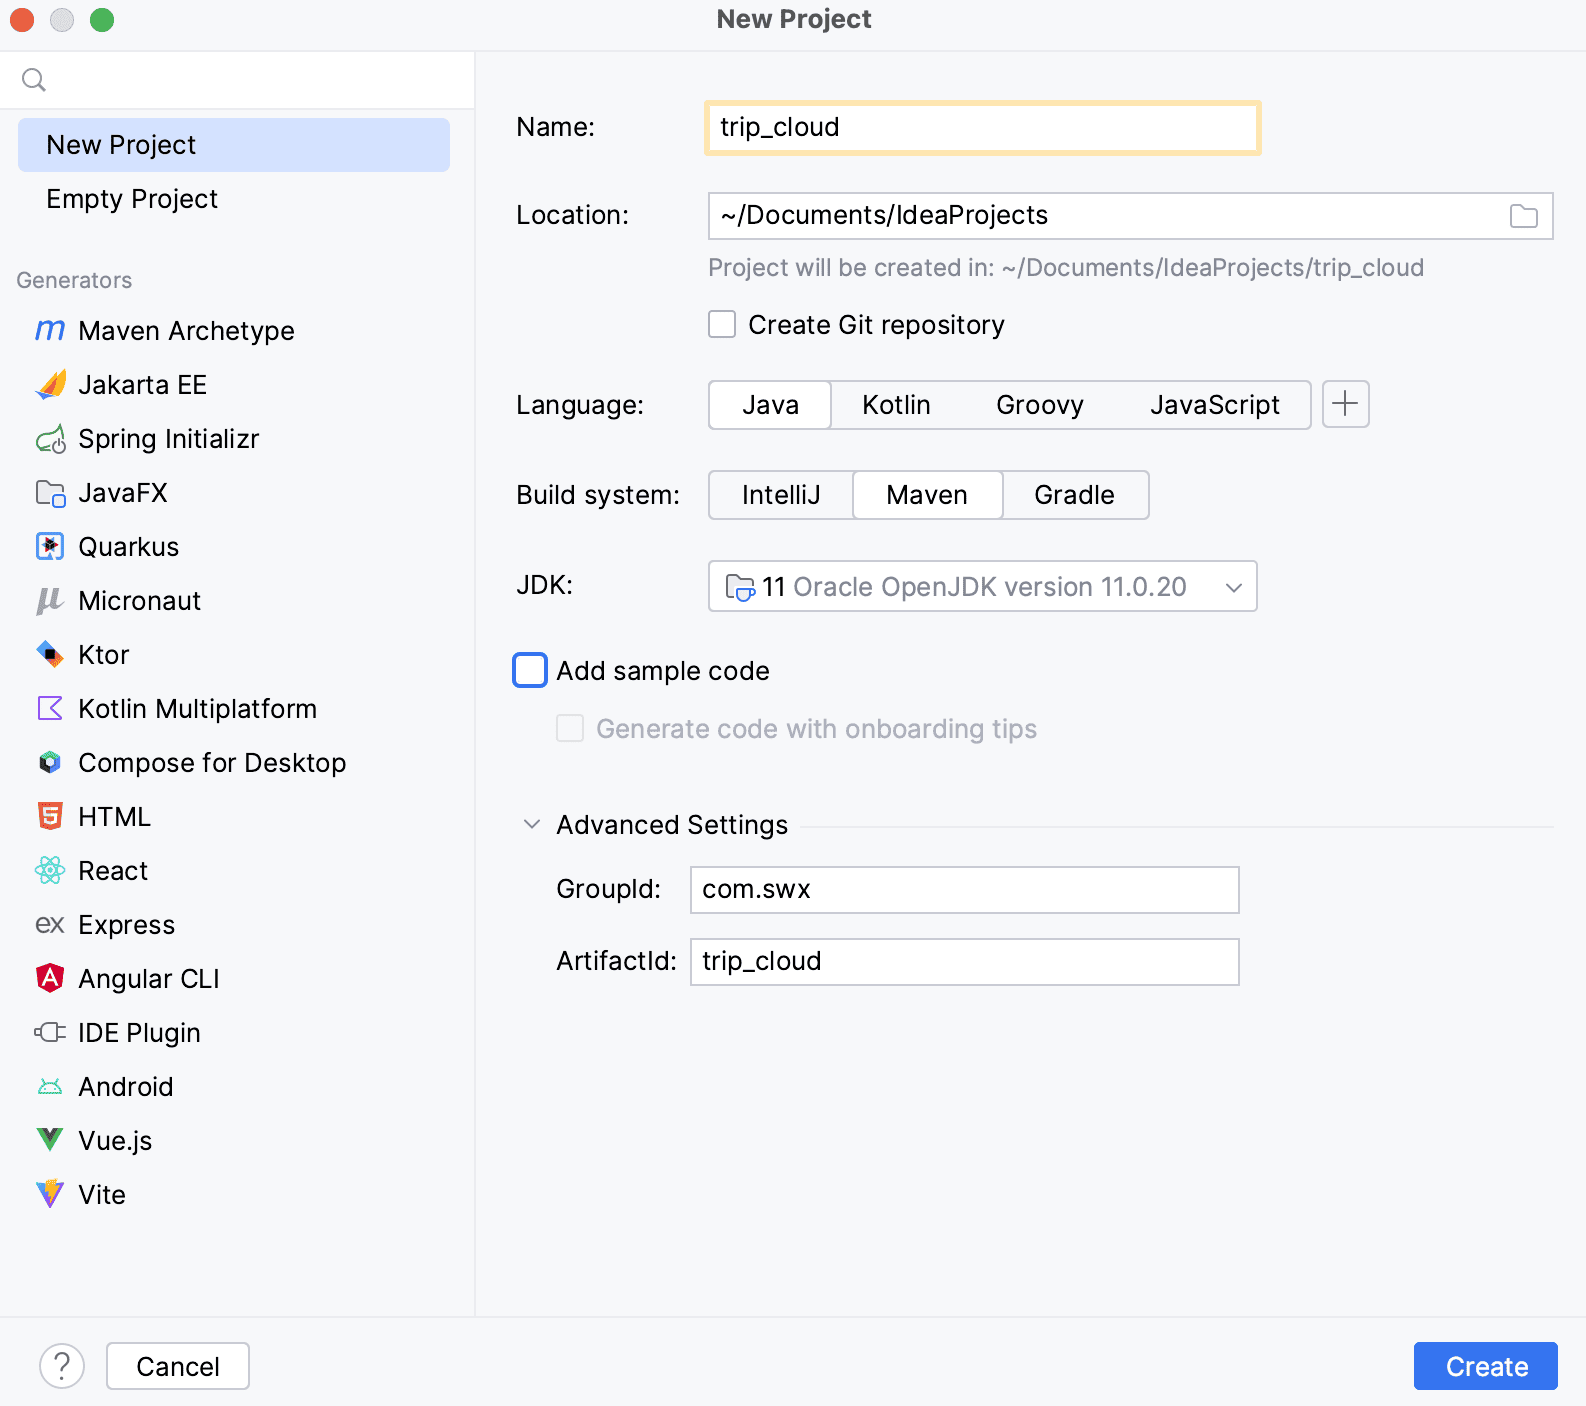 New Project
New Project
Empty Project
Generators
Maven Archetype
Jakarta EE
Spring Initializr
JavaFX
Quarkus
Micronaut
Ktor
Kotlin Multiplatform
Compose for Desktop
HTML
React
ex Express
Angular CLI
IDE Plugin
Android
Vue.js
Vite
Name: trip_cloud
Location: ~/Documents/IdeaProjects
Project will be created in: ~/Documents/IdeaProjects/trip_cloud
Create Git repository
Language: Java Kotlin Groovy JavaScript
Build system: IntelliJ Maven Gradle
JDK: 11 Oracle OpenJDK version 11.0.20
Add sample code
Generate code with onboarding tips
Advanced Settings
GroupId: com.swx
ArtifactId: trip_cloud
? Cancel Create